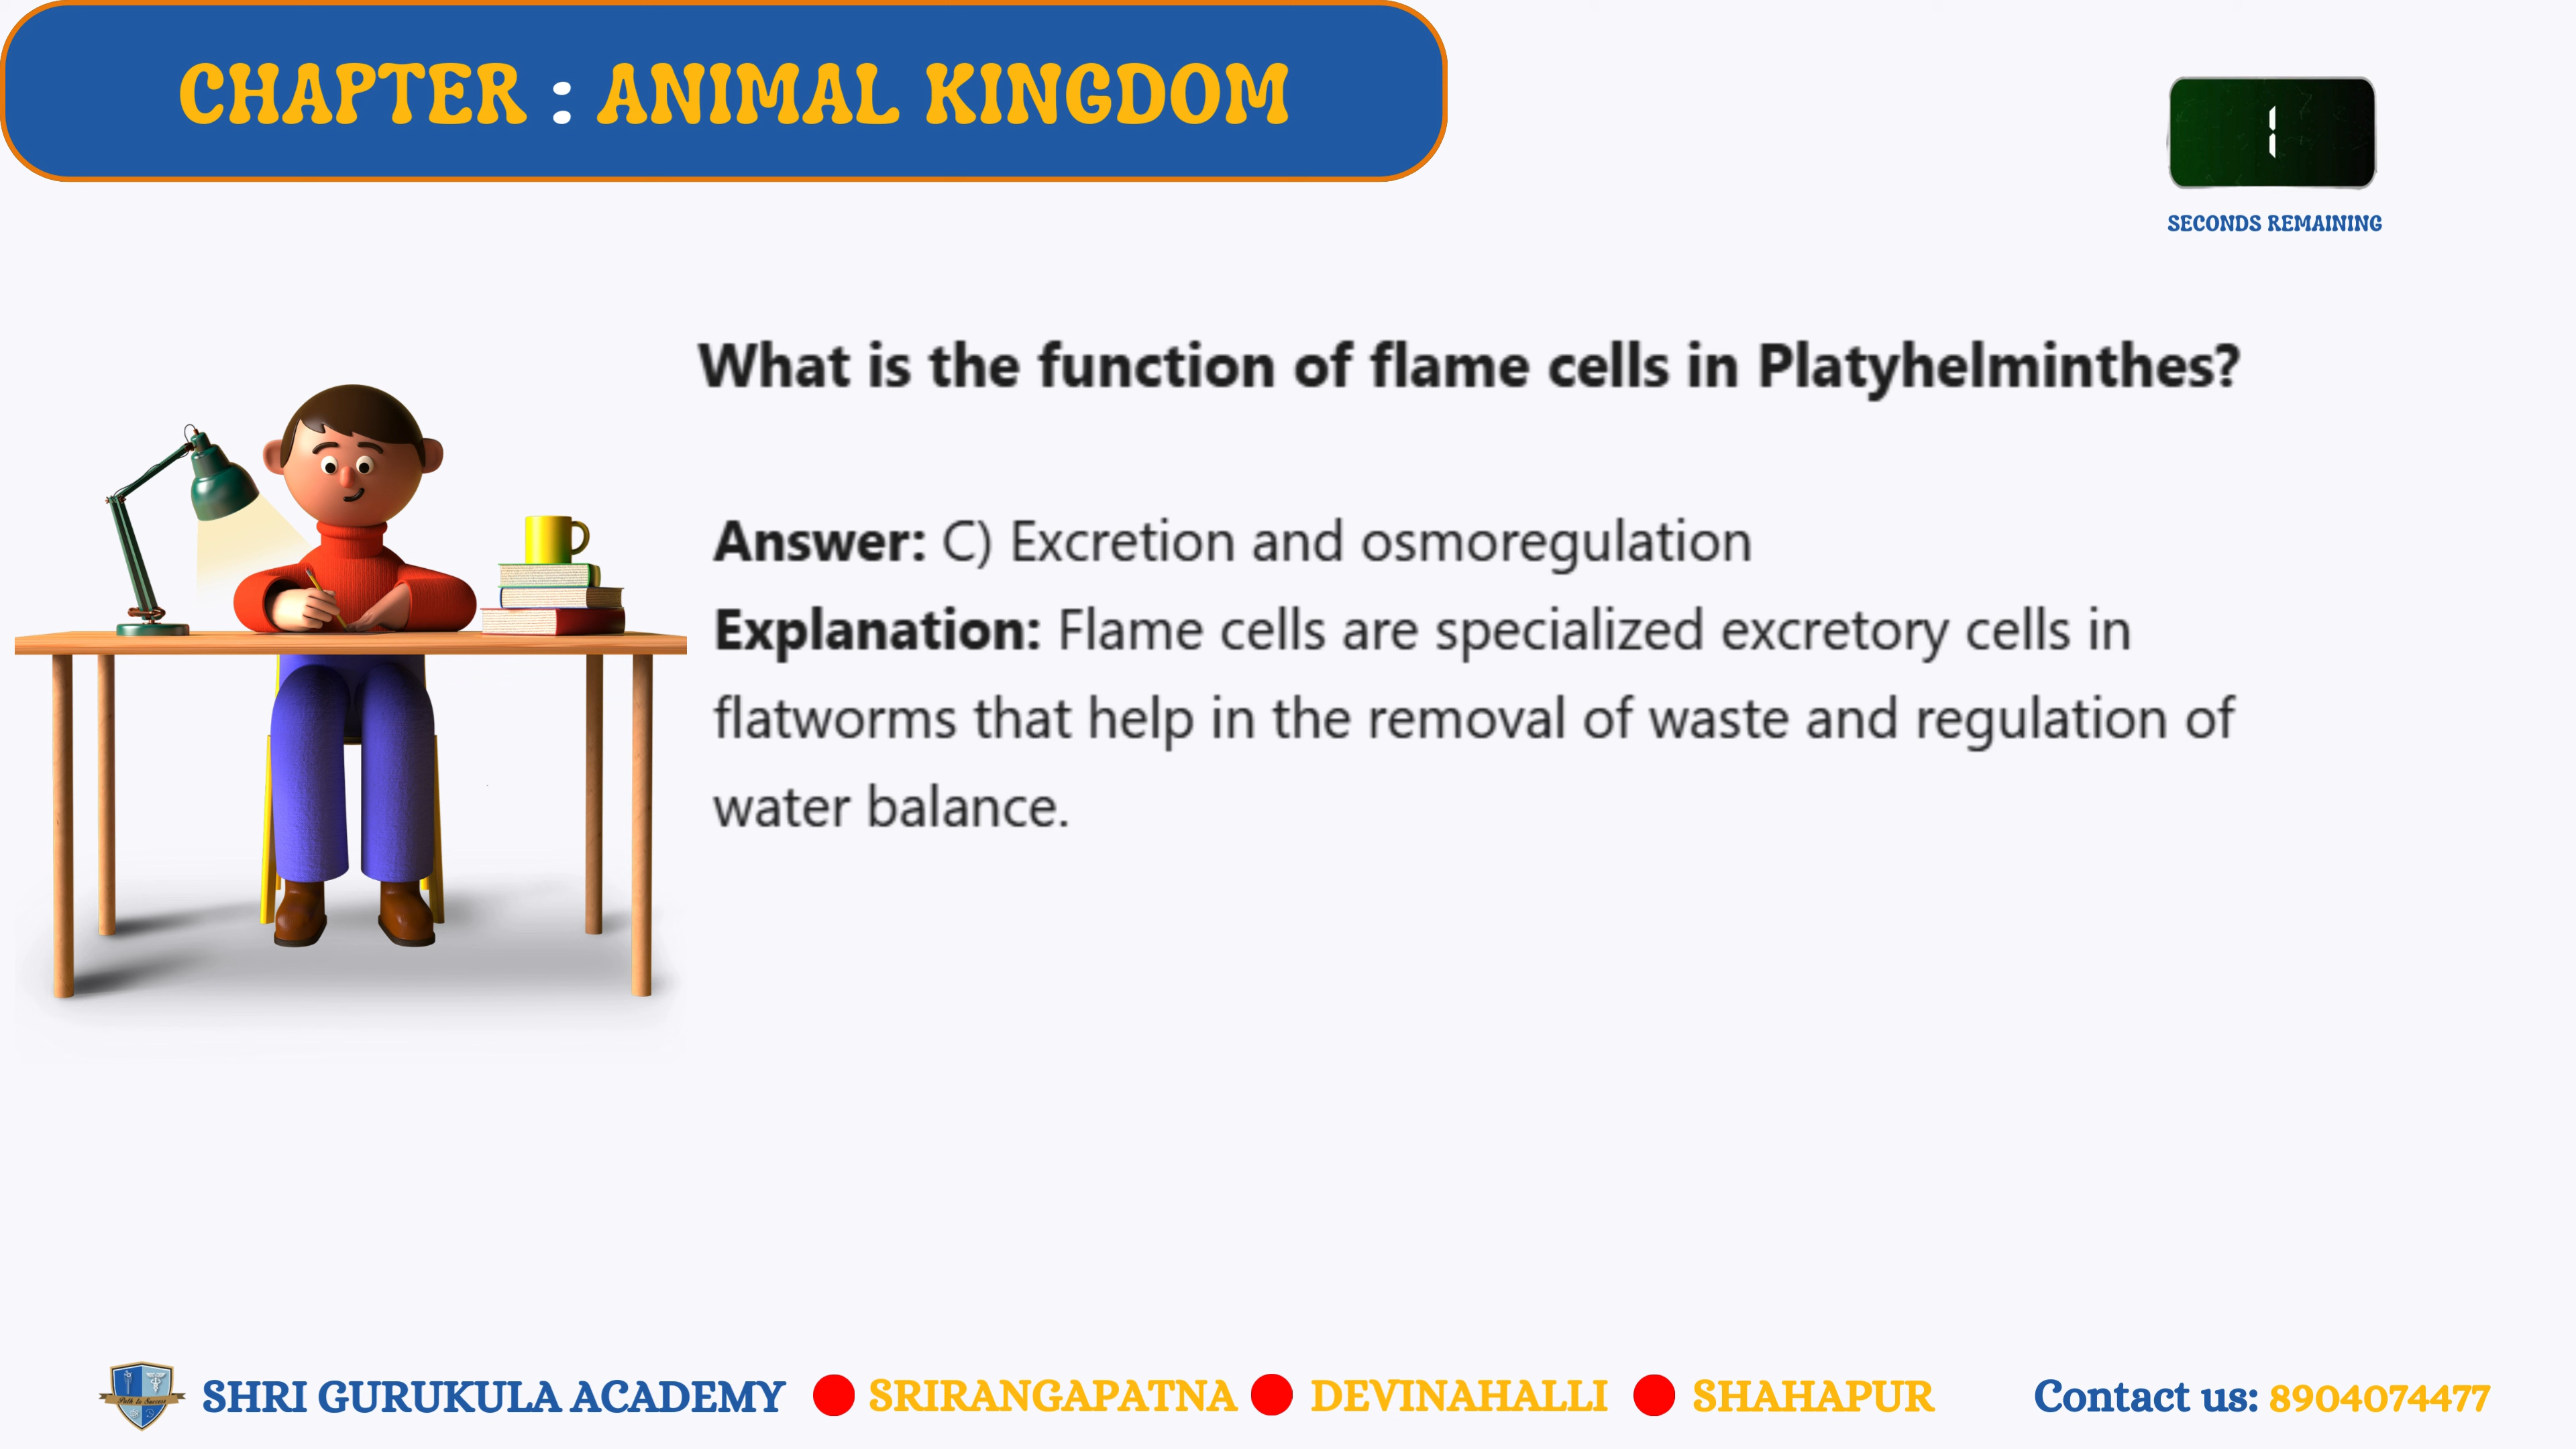 CHAPTER : ANIMAL KINGDOM
1
SECONDS REMAINING
What is the function of flame cells in Platyhelminthes?
Answer: C) Excretion and osmoregulation
Explanation: Flame cells are specialized excretory cells in
flatworms that help in the removal of waste and regulation of
water balance.
SHRI GURUKULA ACADEMY SRIRANGAPATNA DEVINAHALLI SHAHAPUR Contact us: 8904074477